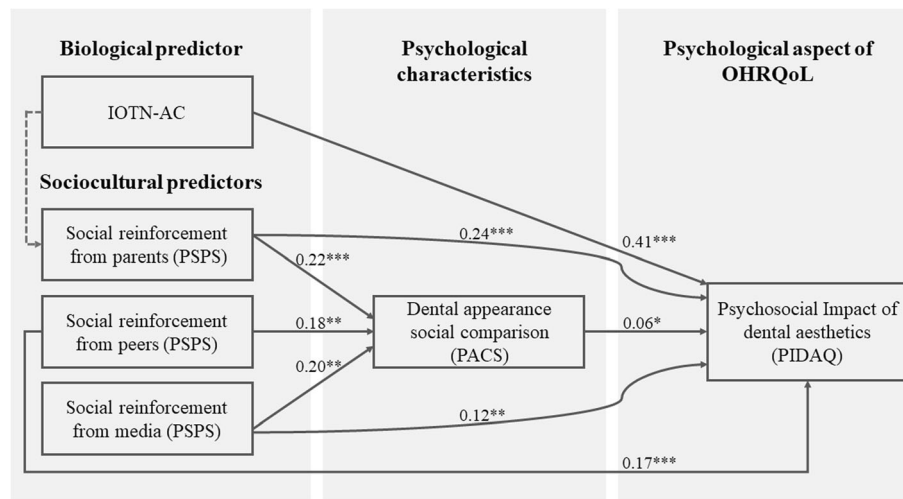 Biological predictor
Psychological
characteristics
Psychological aspect of
OHRQoL
IOTN-AC
Sociocultural predictors
Social reinforcement
from parents (PSPS)
0.24***
0.41***
0.22***
Social reinforcement
from peers (PSPS)
0.18**
Dental appearance
social comparison
(PACS)
0.06*
Psychosocial Impact of
dental aesthetics
(PIDAQ)
0.20**
Social reinforcement
from media (PSPS)
0.12**
0.17***